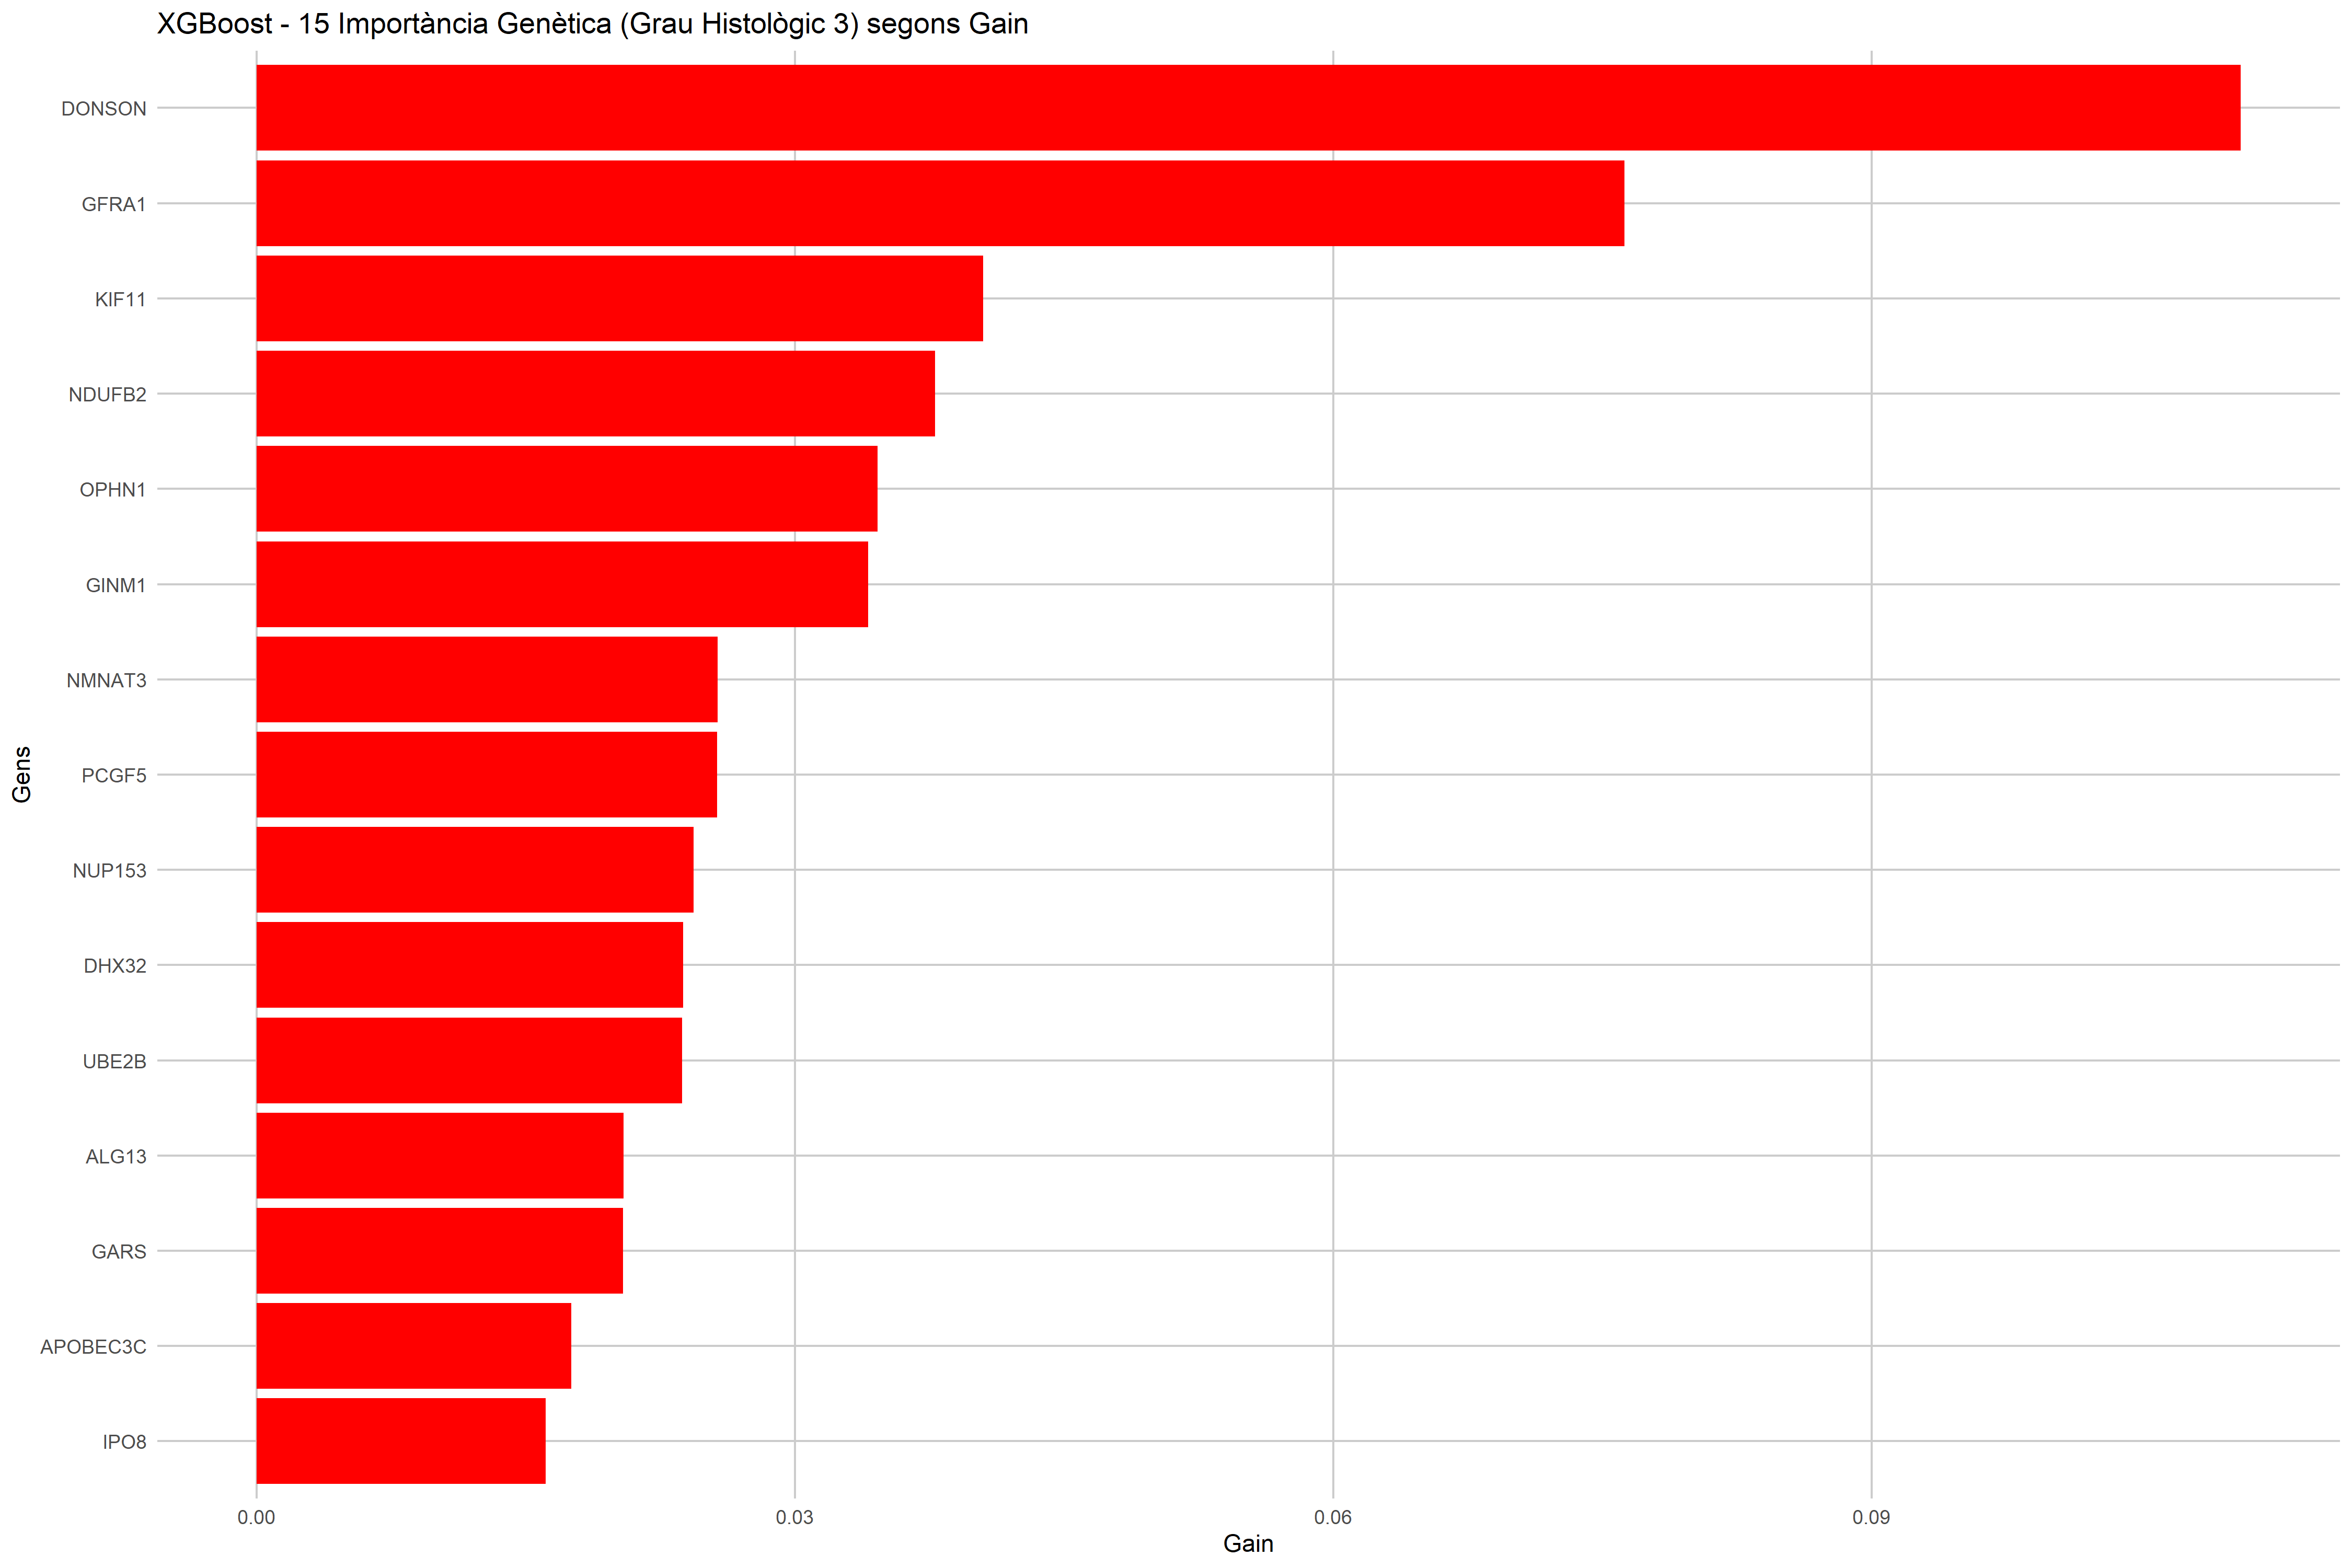 XGBoost - 15 Importància Genètica (Grau Histològic 3) segons Gain
DONSON
GFRA1
KIF11
NDUFB2
OPHN1
GINM1
NMNAT3
PCGF5
NUP153
DHX32
UBE2B
ALG13
GARS
APOBEC3C
IPO8
Gens
0.00 0.03 0.06 0.09
Gain